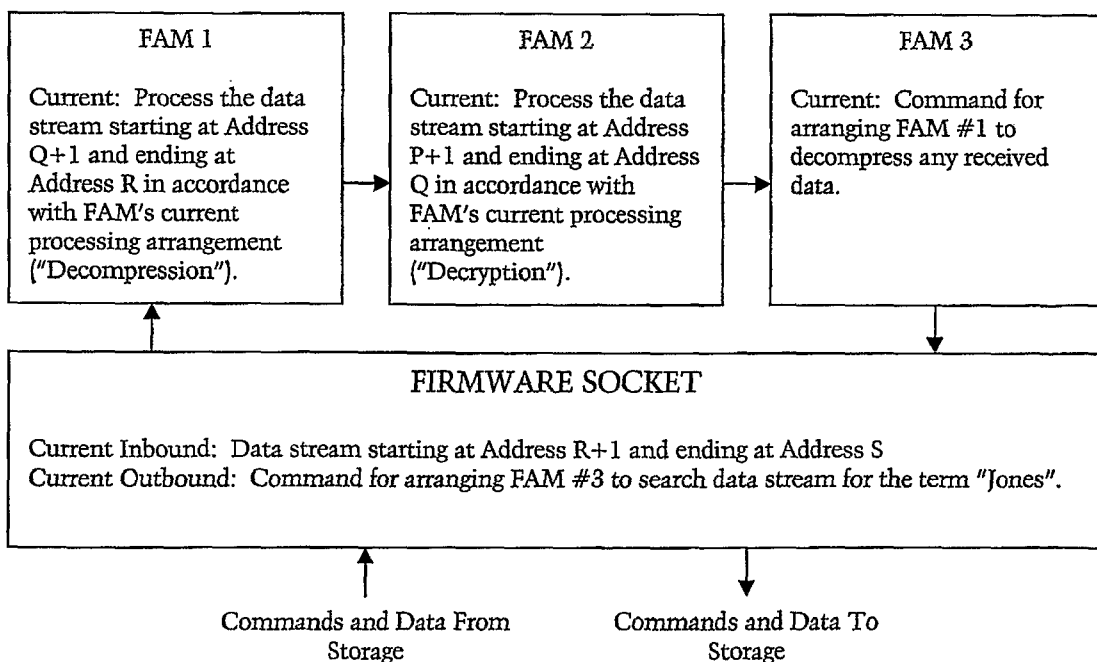 FAM 1
Current: Process the data
stream starting at Address
Q+1 and ending at
Address R in accordance
with FAM's current
processing arrangement
("Decompression").
FAM 2
Current: Process the data
stream starting at Address
P+1 and ending at Address
Q in accordance with
FAM's current processing
arrangement
("Decryption").
FAM 3
Current: Command for
arranging FAM #1 to
decompress any received
data.
FIRMWARE SOCKET
Current Inbound: Data stream starting at Address R+1 and ending at Address S
Current Outbound: Command for arranging FAM #3 to search data stream for the term "Jones".
Commands and Data From
Storage
Commands and Data To
Storage